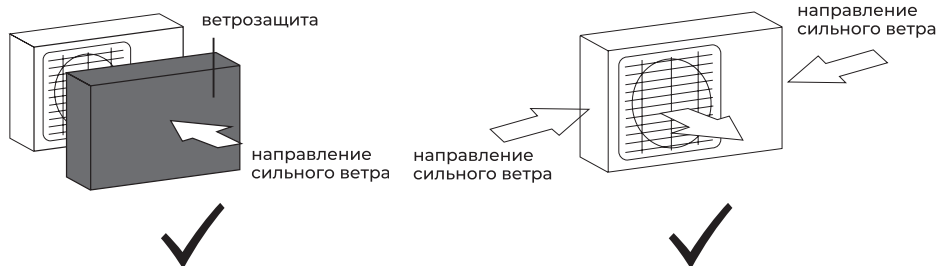 ветрозащита
направление
сильного ветра
направление
сильного ветра
направление
сильного ветра